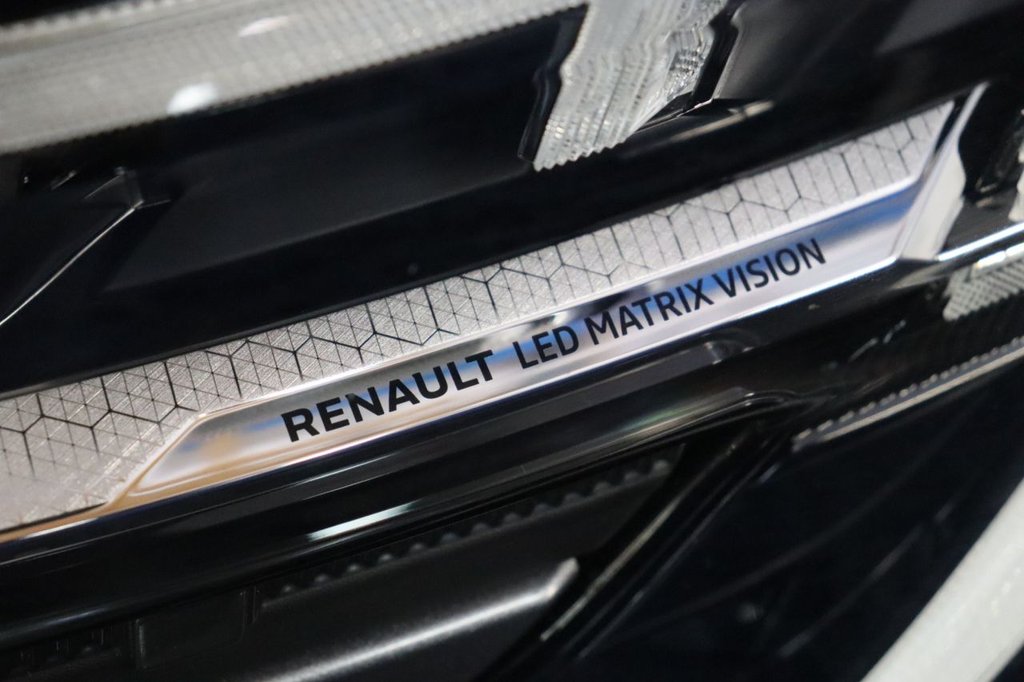 RENAULT LED MATRIX VISION